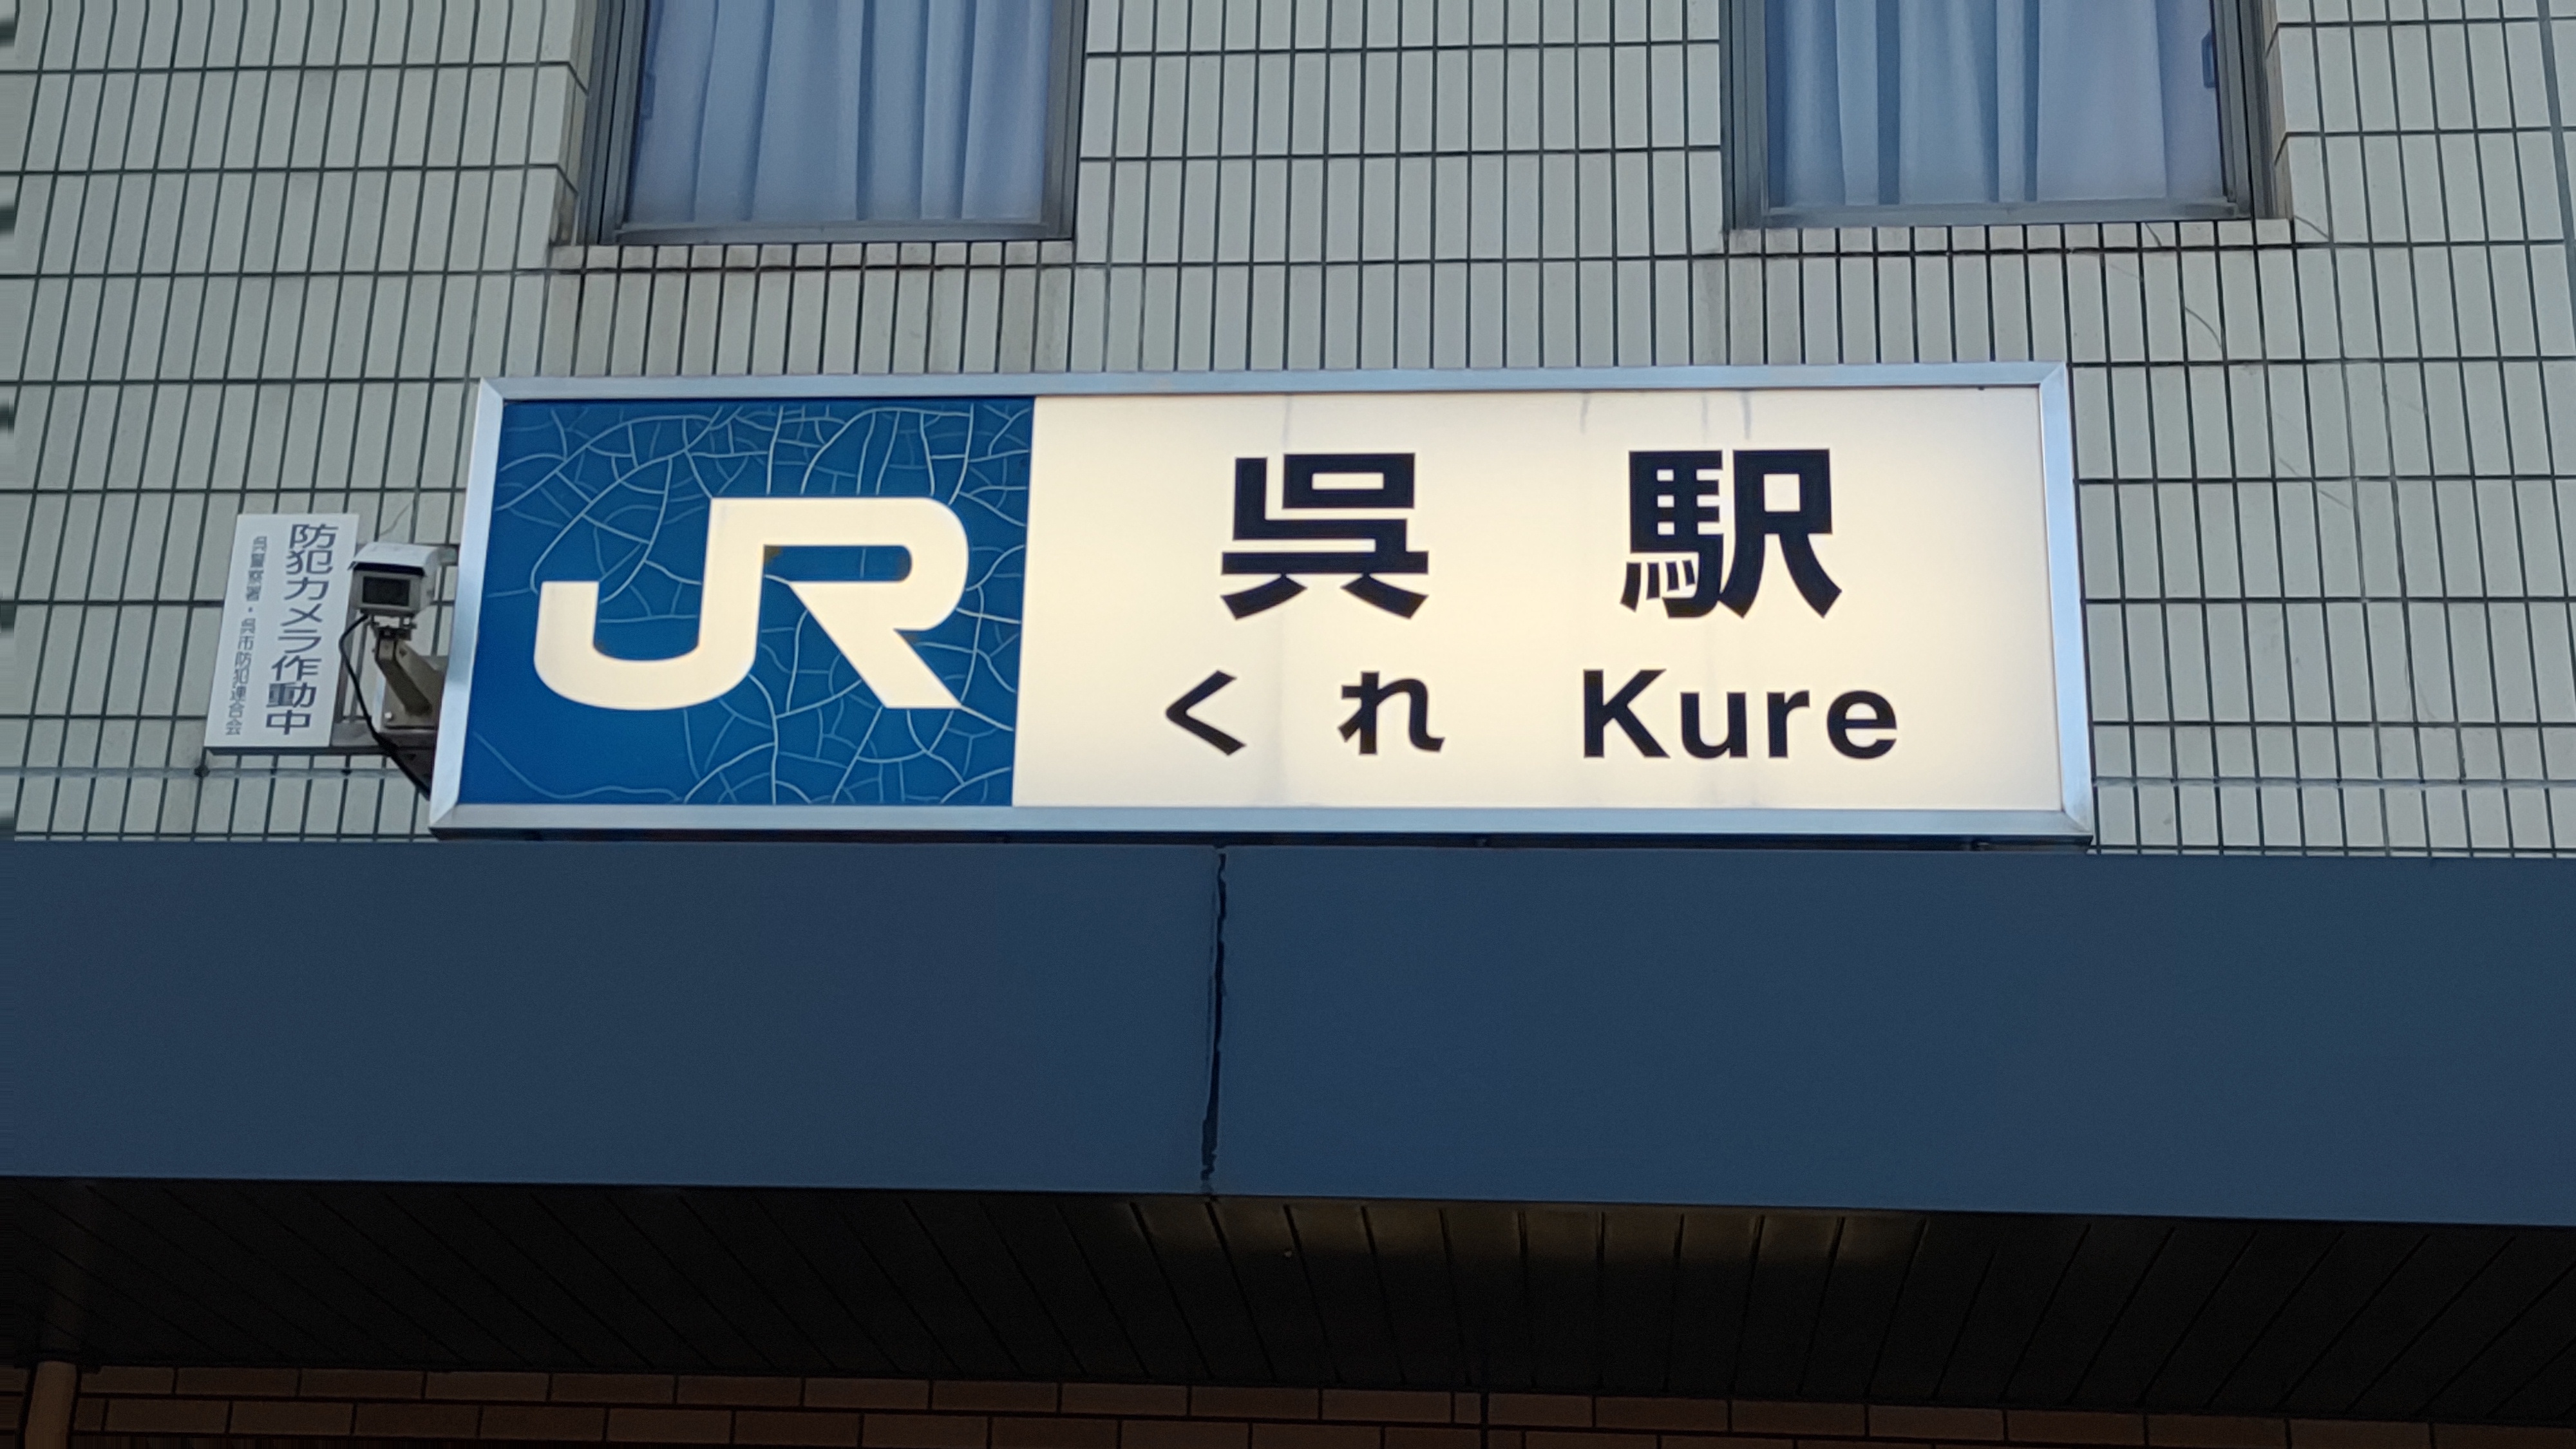 防犯カメラ作動中
呉警察署・呉市防犯連合会
JR
呉駅
くれ Kure